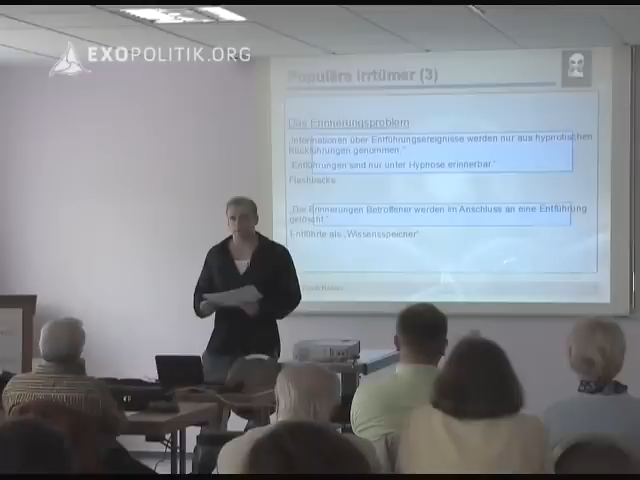 EXOPOLITIK.ORG
Populäre Irrtümer (3)
Das Erinnerungsproblem
„Informationen über Entführungsereignisse werden nur aus hypnotischen
Rückführungen genommen."
"Entführungen sind nur unter Hypnose erinnerbar."
Flashbacks
„Die Erinnerungen Betroffener werden im Anschluss an eine Entführung
gelöscht."
Entführte als „Wissensspeicher"